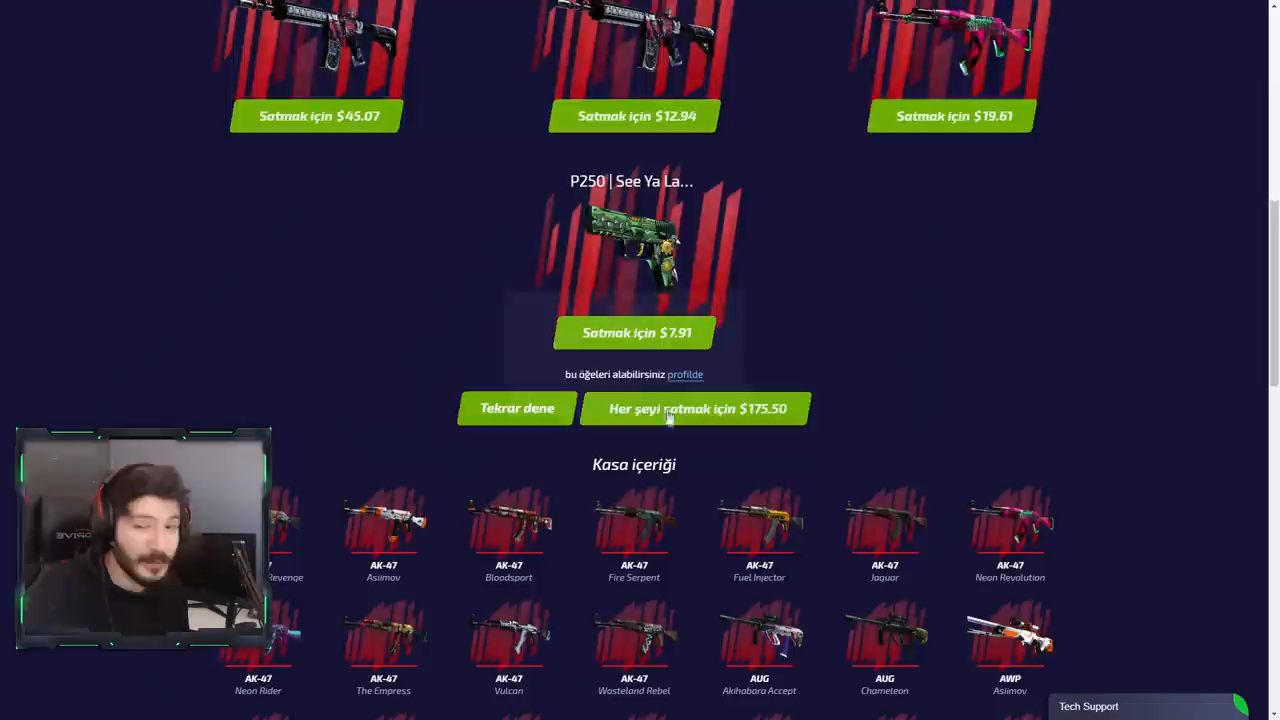 Satmak için $45.07
Satmak için $12.94
Satmak için $19.61
P250 | See Ya La...
Satmak için $7.91
bu öğeleri alabilirsiniz profilde
Tekrar dene
Her şeyi satmak için $175.50
Kasa içeriği
Revenge
AK-47
Asiimov
AK-47
Bloodsport
AK-47
Fire Serpent
AK-47
Fuel Injector
AK-47
Jaguar
AK-47
Neon Revolution
AK-47
Neon Rider
AK-47
The Empress
AK-47
Vulcan
AK-47
Wasteland Rebel
AUG
Akihabara Accept
AUG
Chameleon
AWP
Asiimov
Tech Support